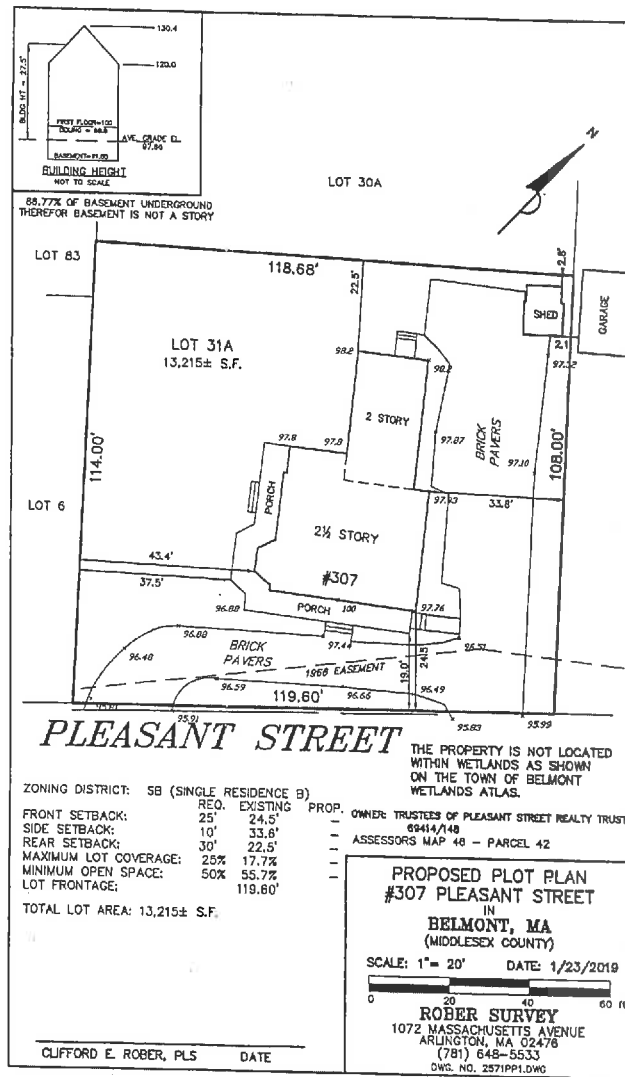 130.4
120.0
BLDG HT = 27.5'
FIRST FLOOR=100
AVE. GRADE EL.
97.86
BUILDING HEIGHT
NOT TO SCALE
88.77% OF BASEMENT UNDERGROUND
THEREFOR BASEMENT IS NOT A STORY
N
LOT 30A
LOT 83
118.68'
22.5'
2.8'
SHED
GARAGE
LOT 31A
13,215± S.F.
98.2
98.2
2.1
97.32
2 STORY
97.87
BRICK
PAVERS
97.10
108.00'
114.00'
97.8
97.8
PORCH
97.93
33.8'
LOT 6
2½ STORY
43.4'
37.5'
#307
PORCH
100
97.76
96.88
96.88
BRICK
PAVERS
97.44
96.51
96.48
1966 EASEMENT
19.0'
24.5'
96.59
96.66
96.49
119.60'
95.91
95.83
95.99
PLEASANT STREET
THE PROPERTY IS NOT LOCATED
WITHIN WETLANDS AS SHOWN
ON THE TOWN OF BELMONT
WETLANDS ATLAS.
ZONING DISTRICT: SB (SINGLE RESIDENCE B)
REQ. EXISTING PROP.
FRONT SETBACK: 25' 24.5' –
SIDE SETBACK: 10' 33.8' –
REAR SETBACK: 30' 22.5' –
MAXIMUM LOT COVERAGE: 25% 17.7% –
MINIMUM OPEN SPACE: 50% 55.7% –
LOT FRONTAGE: 119.60'
TOTAL LOT AREA: 13,215± S.F.
OWNER: TRUSTEES OF PLEASANT STREET REALTY TRUST
69414/148
ASSESSORS MAP 46 – PARCEL 42
PROPOSED PLOT PLAN
#307 PLEASANT STREET
IN
BELMONT, MA
(MIDDLESEX COUNTY)
SCALE: 1"= 20' DATE: 1/23/2019
0 20 40 60
ROBER SURVEY
1072 MASSACHUSETTS AVENUE
ARLINGTON, MA 02476
(781) 648-5533
DWG. NO. 2571PP1.DWG
CLIFFORD E. ROBER, PLS DATE